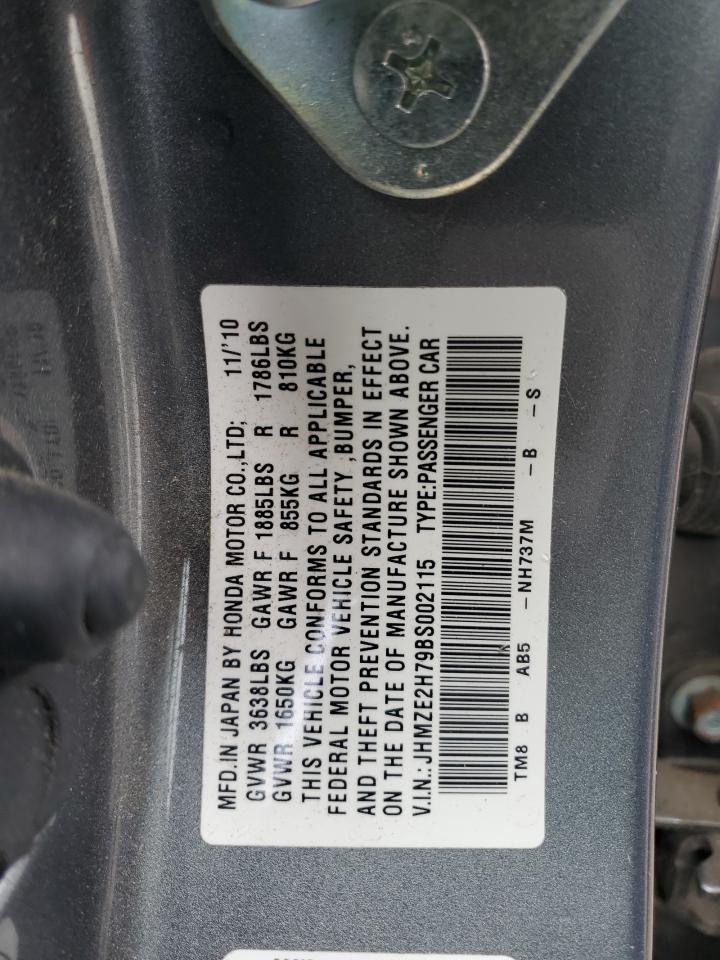 MFD.IN JAPAN BY HONDA MOTOR CO.,LTD; 11/'10
GVWR 3638LBS GAWR F 1885LBS R 1786LBS
GVWR 1650KG GAWR F 855KG R 810KG
THIS VEHICLE CONFORMS TO ALL APPLICABLE
FEDERAL MOTOR VEHICLE SAFETY ,BUMPER,
AND THEFT PREVENTION STANDARDS IN EFFECT
ON THE DATE OF MANUFACTURE SHOWN ABOVE.
V.I.N.:JHMZE2H79BS002115 TYPE:PASSENGER CAR
TM8 B AB5 -NH737M -B -S